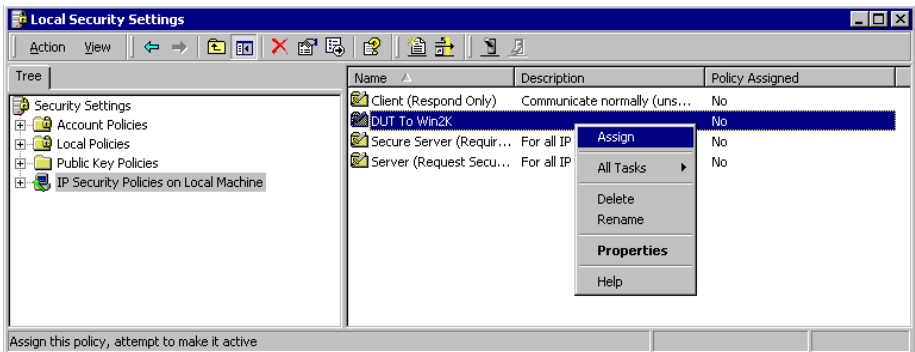 Local Security Settings
Action View
Tree
Name Description Policy Assigned
Security Settings
Account Policies
Local Policies
Public Key Policies
IP Security Policies on Local Machine
Client (Respond Only) Communicate normally (uns... No
DUT To Win2K No
Secure Server (Requir... For all IP No
Server (Request Secu... For all IP No
Assign
All Tasks
Delete
Rename
Properties
Help
Assign this policy, attempt to make it active